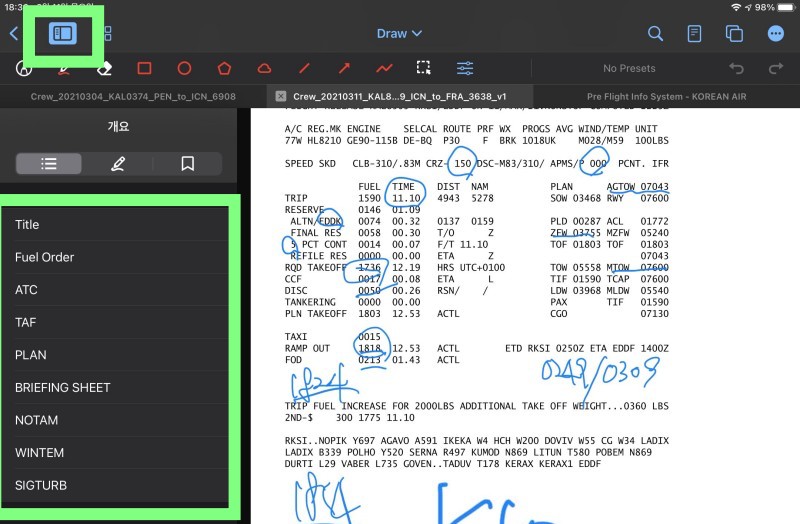 18:3
98%
Draw
No Presets
Crew_20210304_KAL0374_PEN_to_ICN_6908
Crew_20210311_KAL8...9_ICN_to_FRA_3638_v1
Pre Flight Info System - KOREAN AIR
개요
Title
Fuel Order
ATC
TAF
PLAN
BRIEFING SHEET
NOTAM
WINTEM
SIGTURB
A/C REG.MK ENGINE SELCAL ROUTE PRF WX PROGS AVG WIND/TEMP UNIT
77W HL8210 GE90-115B DE-BQ P30 F BRK 1018UK M028/M59 100LBS
SPEED SKD CLB-310/.83M CRZ- 150 DSC-M83/310/ APMS/P 000 PCNT. IFR
FUEL TIME DIST NAM PLAN AGTOW 07043
TRIP 1590 11.10 4943 5278 SOW 03468 RWY 07600
RESERVE 0146 01.09
ALTN/EDDK 0074 00.32 0137 0159 PLD 00287 ACL 01772
FINAL RES 0058 00.30 T/O Z ZFW 03755 MZFW 05240
5 PCT CONT 0014 00.07 F/T 11.10 TOF 01803 TOF 01803
REFILE RES 0000 00.00 ETA Z 07043
RQD TAKEOFF 1736 12.19 HRS UTC+0100 TOW 05558 MTOW 07600
CCF 0017 00.08 ETA L TIF 01590 TCAP 07600
DISC 0050 00.26 RSN/ / LDW 03968 MLDW 05540
TANKERING 0000 00.00 PAX TIF 01590
PLN TAKEOFF 1803 12.53 ACTL CGO 07130
TAXI 0015
RAMP OUT 1818 12.53 ACTL ETD RKSI 0250Z ETA EDDF 1400Z
FOD 0213 01.43 ACTL
1824
0249/0309
TRIP FUEL INCREASE FOR 2000LBS ADDITIONAL TAKE OFF WEIGHT...0360 LBS
2ND-$ 300 1775 11.10
RKSI..NOPIK Y697 AGAVO A591 IKEKA W4 HCH W200 DOVIV W55 CG W34 LADIX
LADIX B339 POLHO Y520 SERNA R497 KUMOD N869 LITUN T580 POBEM N869
DURTI L29 VABER L735 GOVEN..TADUV T178 KERAX KERAX1 EDDF